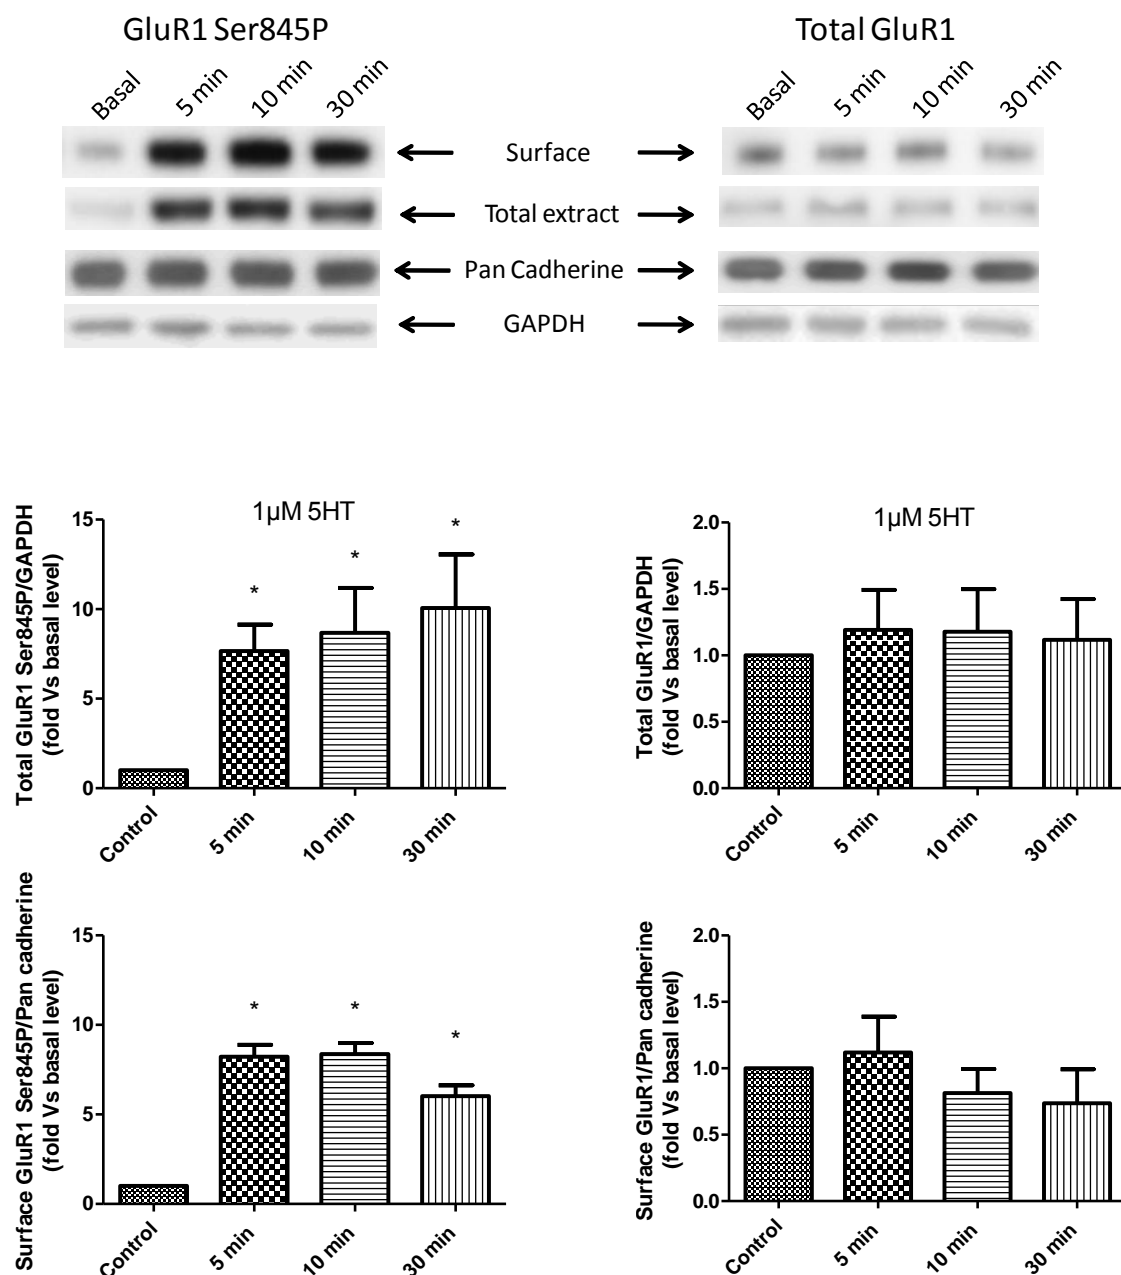 GluR1 Ser845P
Total GluR1
Basal
5 min
10 min
30 min
Basal
5 min
10 min
30 min
Surface
Total extract
Pan Cadherine
GAPDH
Total GluR1 Ser845P/GAPDH
(fold Vs basal level)
1µM 5HT
15
10
5
0
*
*
*
Control
5 min
10 min
30 min
Total GluR1/GAPDH
(fold Vs basal level)
1µM 5HT
2.0
1.5
1.0
0.5
0.0
Control
5 min
10 min
30 min
Surface GluR1 Ser845P/Pan cadherine
(fold Vs basal level)
15
10
5
0
*
*
*
Control
5 min
10 min
30 min
Surface GluR1/Pan cadherine
(fold Vs basal level)
2.0
1.5
1.0
0.5
0.0
Control
5 min
10 min
30 min